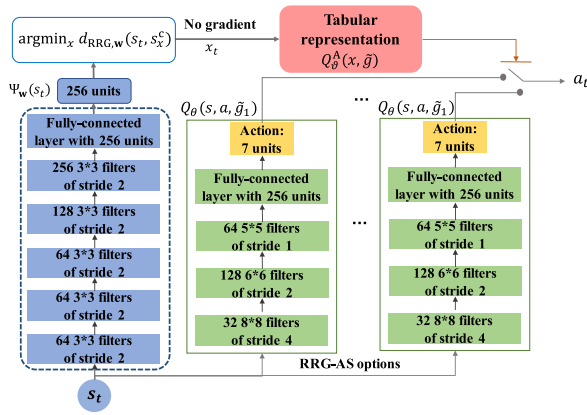 argmin_x d_RRG,w(s_t, s_x^c)
No gradient
x_t
Tabular
representation
Q_ϑ^A(x, g̃)
a_t
Ψ_w(s_t)
256 units
Fully-connected
layer with 256 units
256 3*3 filters
of stride 2
128 3*3 filters
of stride 2
64 3*3 filters
of stride 2
64 3*3 filters
of stride 2
64 3*3 filters
of stride 2
s_t
Q_θ(s, a, g̃_1)
Action:
7 units
Fully-connected
layer with 256 units
64 5*5 filters
of stride 1
128 6*6 filters
of stride 2
32 8*8 filters
of stride 4
...
...
Q_θ(s, a, g̃_1)
Action:
7 units
Fully-connected
layer with 256 units
64 5*5 filters
of stride 1
128 6*6 filters
of stride 2
32 8*8 filters
of stride 4
RRG-AS options